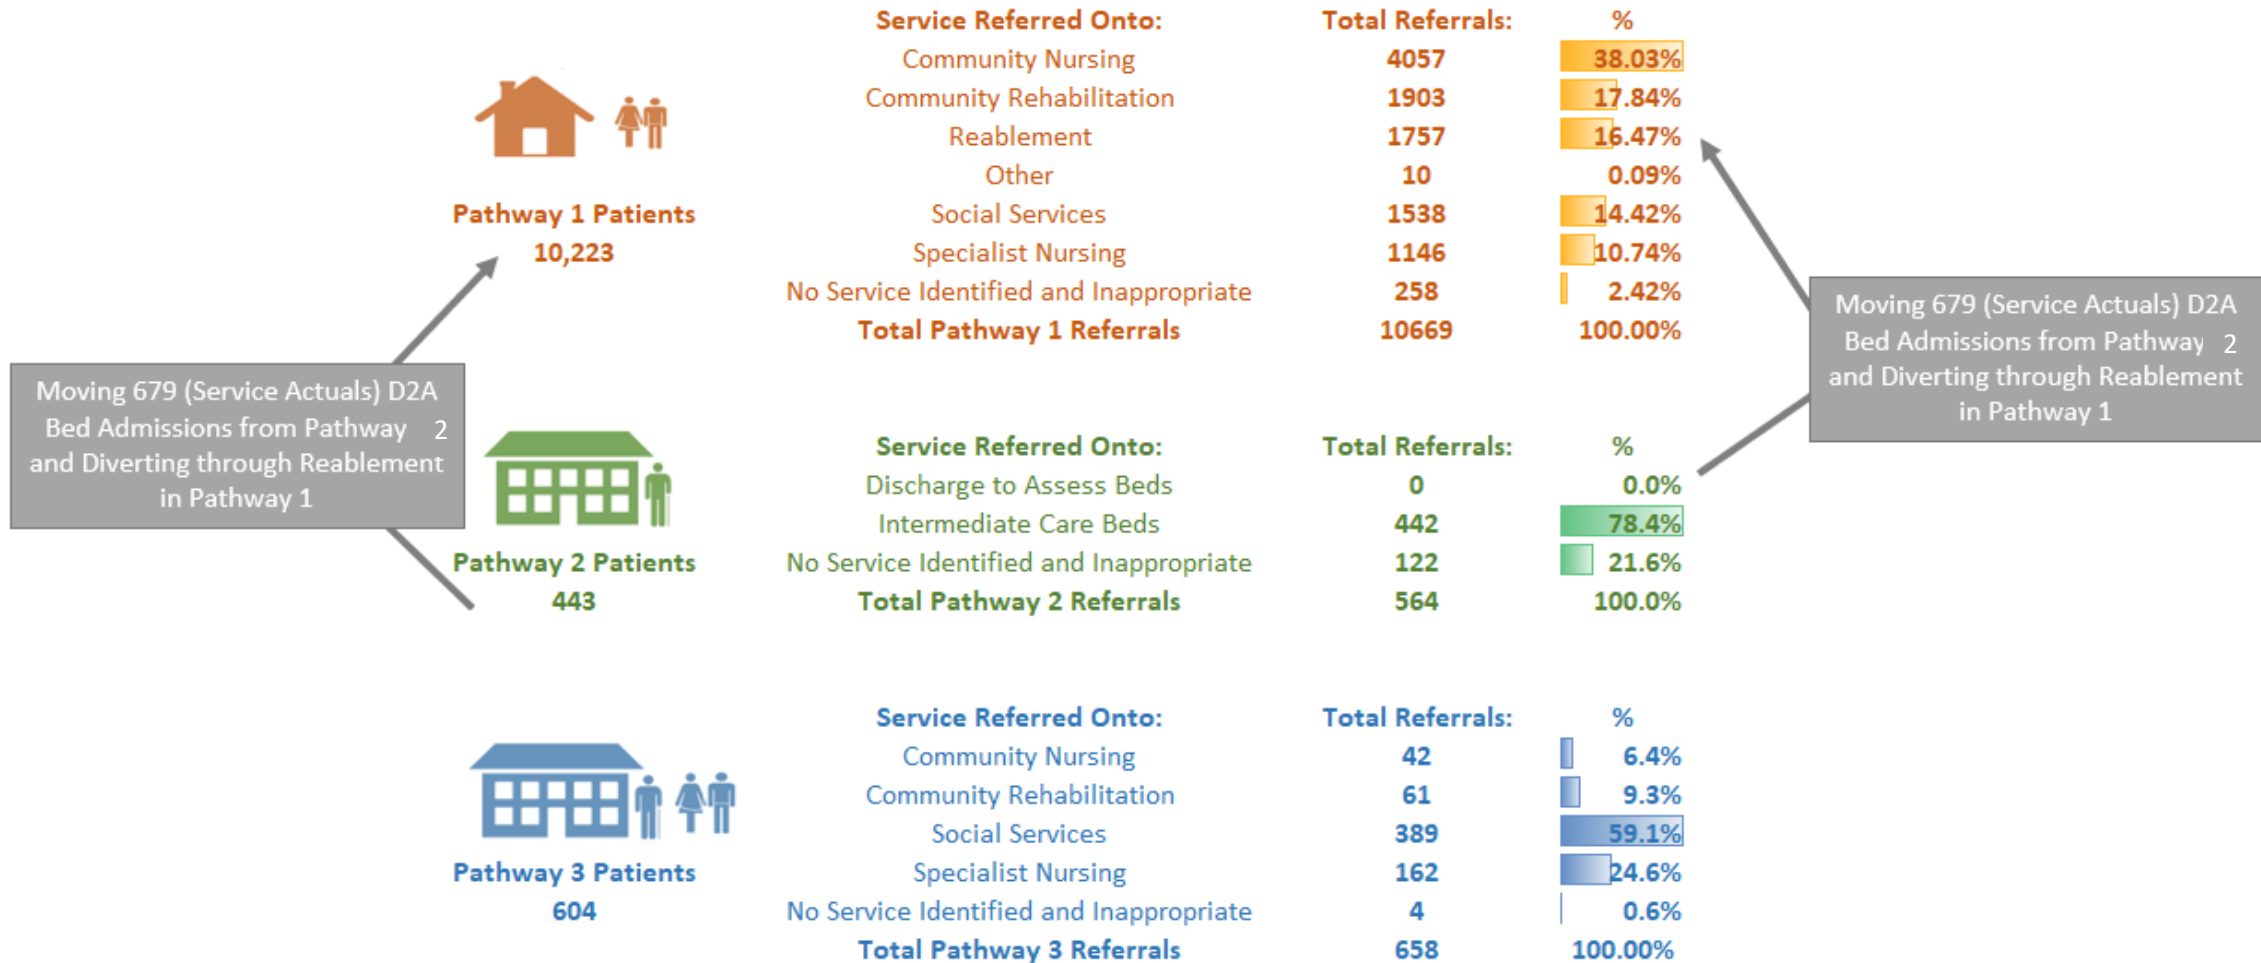 Service Referred Onto: Total Referrals: %
Community Nursing 4057 38.03%
Community Rehabilitation 1903 17.84%
Reablement 1757 16.47%
Other 10 0.09%
Social Services 1538 14.42%
Specialist Nursing 1146 10.74%
No Service Identified and Inappropriate 258 2.42%
Total Pathway 1 Referrals 10669 100.00%
Pathway 1 Patients
10,223
Moving 679 (Service Actuals) D2A
Bed Admissions from Pathway 2
and Diverting through Reablement
in Pathway 1
Moving 679 (Service Actuals) D2A
Bed Admissions from Pathway 2
and Diverting through Reablement
in Pathway 1
Service Referred Onto: Total Referrals: %
Discharge to Assess Beds 0 0.0%
Intermediate Care Beds 442 78.4%
No Service Identified and Inappropriate 122 21.6%
Total Pathway 2 Referrals 564 100.0%
Pathway 2 Patients
443
Service Referred Onto: Total Referrals: %
Community Nursing 42 6.4%
Community Rehabilitation 61 9.3%
Social Services 389 59.1%
Specialist Nursing 162 24.6%
No Service Identified and Inappropriate 4 0.6%
Total Pathway 3 Referrals 658 100.00%
Pathway 3 Patients
604